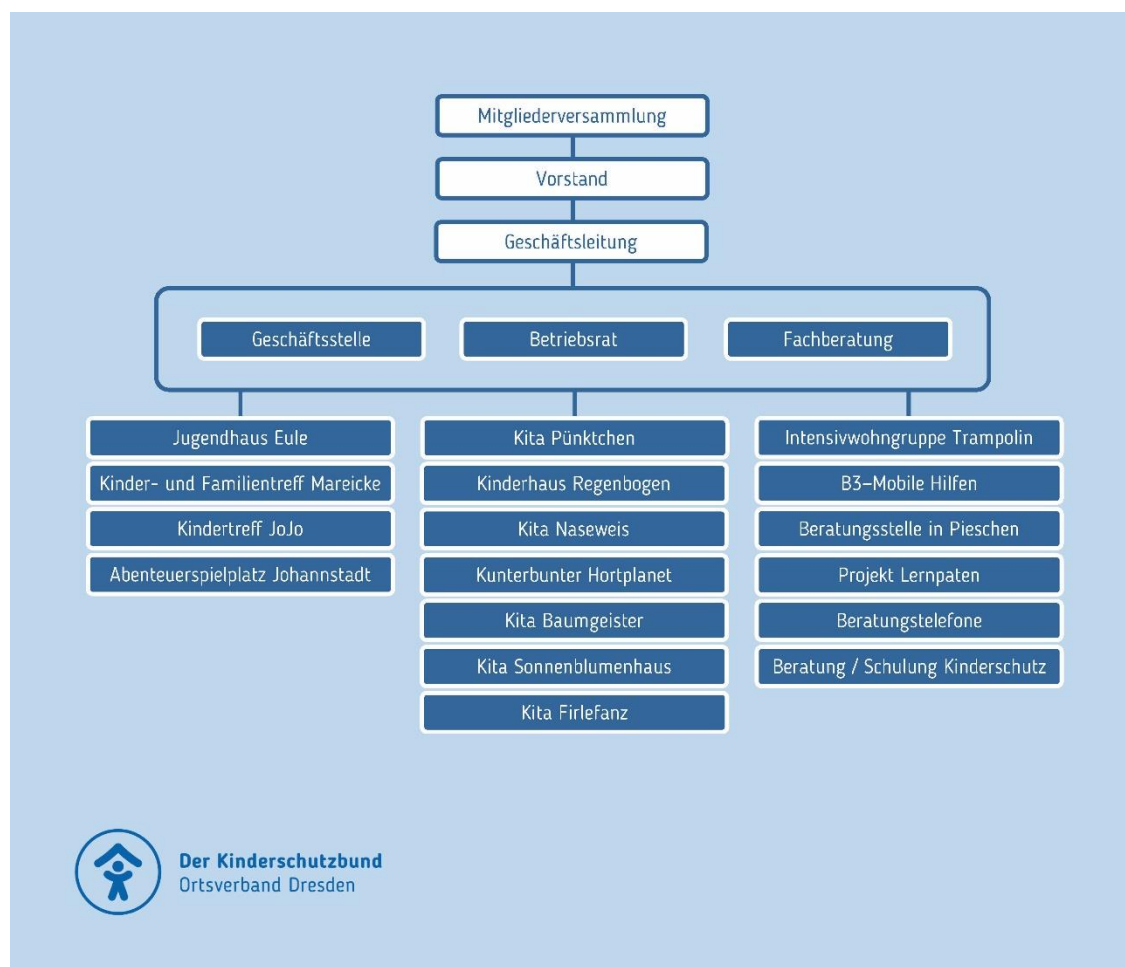 Mitgliederversammlung
Vorstand
Geschäftsleitung
Geschäftsstelle
Betriebsrat
Fachberatung
Jugendhaus Eule
Kinder- und Familientreff Mareicke
Kindertreff JoJo
Abenteuerspielplatz Johannstadt
Kita Pünktchen
Kinderhaus Regenbogen
Kita Naseweis
Kunterbunter Hortplanet
Kita Baumgeister
Kita Sonnenblumenhaus
Kita Firlefanz
Intensivwohngruppe Trampolin
B3–Mobile Hilfen
Beratungsstelle in Pieschen
Projekt Lernpaten
Beratungstelefone
Beratung / Schulung Kinderschutz
Der Kinderschutzbund
Ortsverband Dresden